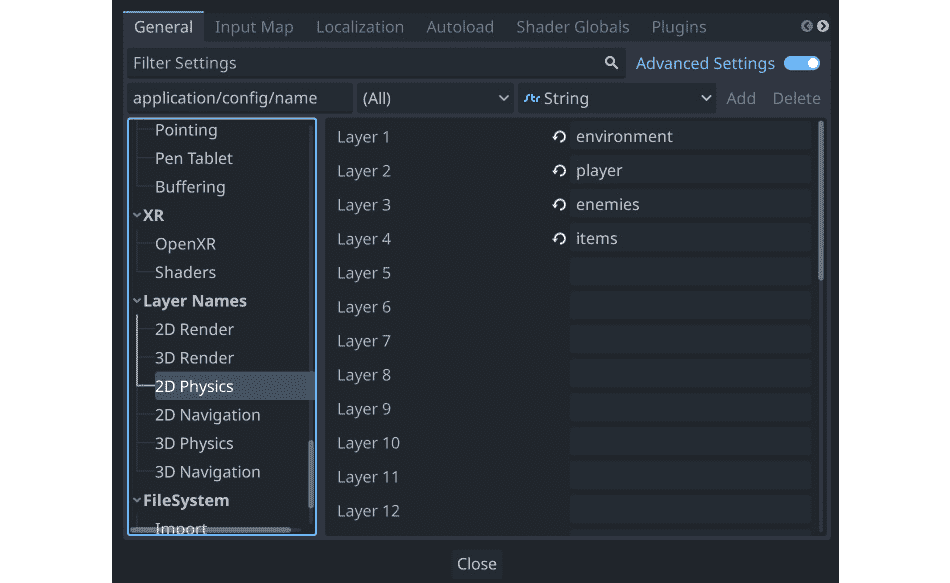 General Input Map Localization Autoload Shader Globals Plugins
Filter Settings Advanced Settings
application/config/name (All) Str String Add Delete
Pointing
Pen Tablet
Buffering
XR
OpenXR
Shaders
Layer Names
2D Render
3D Render
2D Physics
2D Navigation
3D Physics
3D Navigation
FileSystem
Import
Layer 1 environment
Layer 2 player
Layer 3 enemies
Layer 4 items
Layer 5
Layer 6
Layer 7
Layer 8
Layer 9
Layer 10
Layer 11
Layer 12
Close